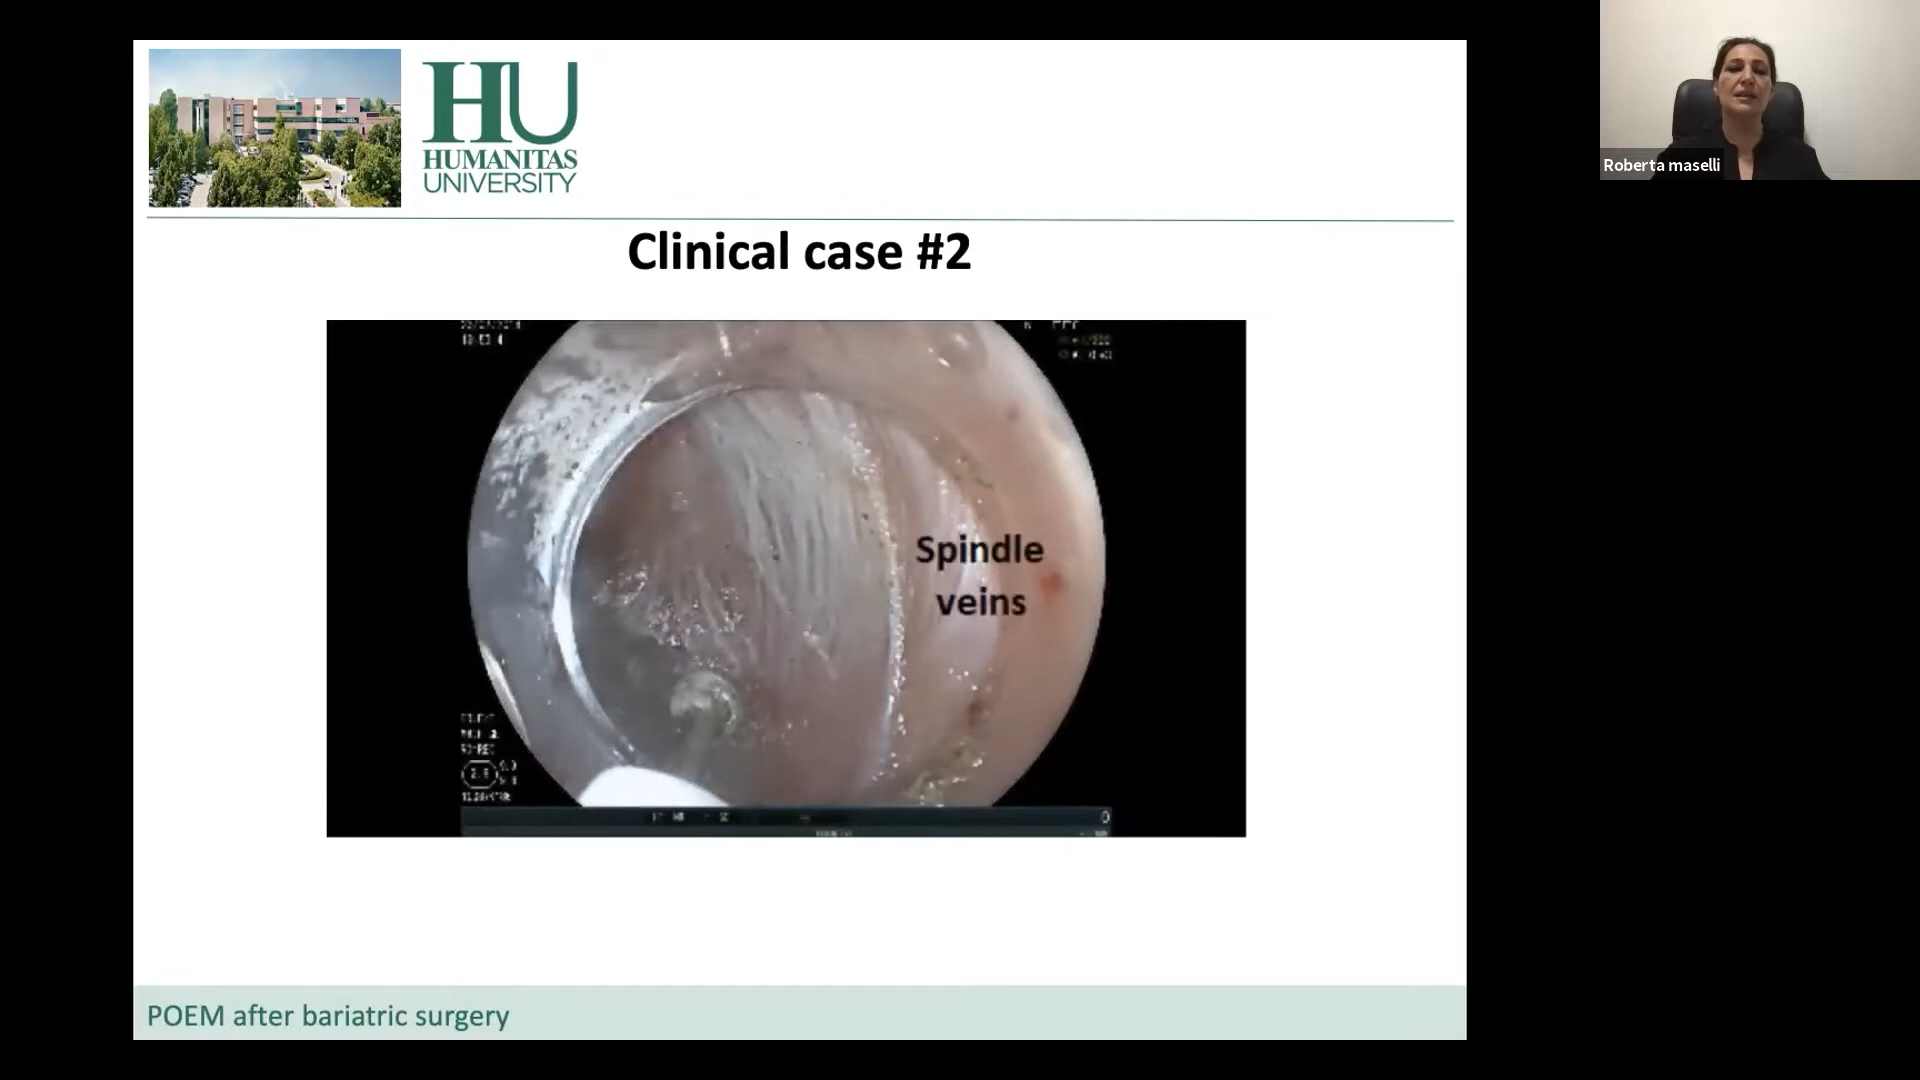 HU
HUMANITAS
UNIVERSITY
Roberta maselli
Clinical case #2
Spindle
veins
POEM after bariatric surgery